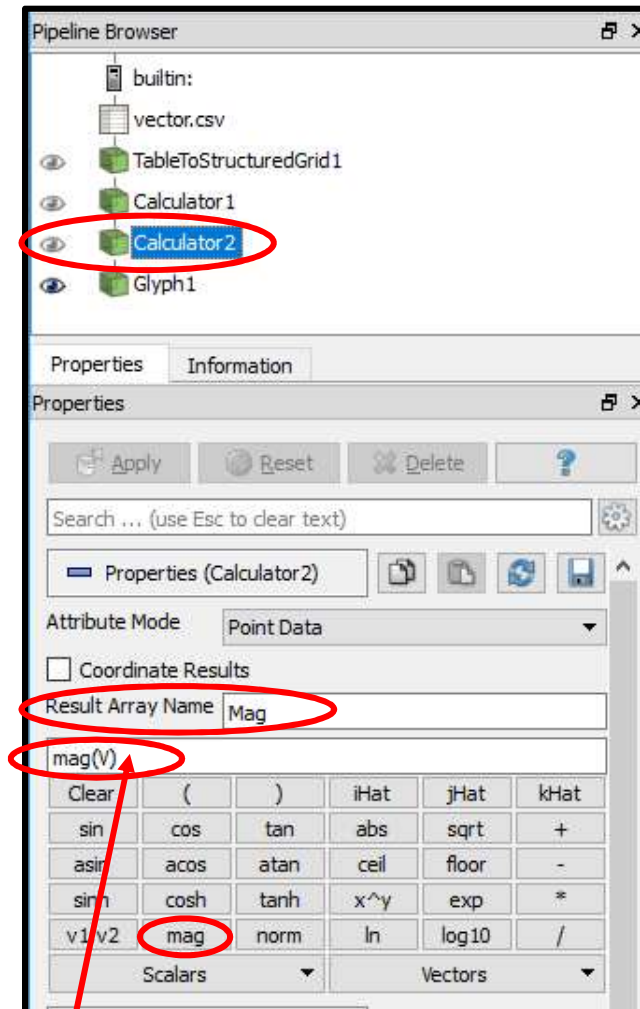 Pipeline Browser
builtin:
vector.csv
TableToStructuredGrid1
Calculator1
Calculator2
Glyph1
Properties Information
Properties
Apply Reset Delete ?
Search ... (use Esc to clear text)
Properties (Calculator2)
Attribute Mode Point Data
Coordinate Results
Result Array Name Mag
mag(V)
Clear ( ) iHat jHat kHat
sin cos tan abs sqrt +
asin acos atan ceil floor -
sinh cosh tanh x^y exp *
v1.v2 mag norm ln log10 /
Scalars Vectors